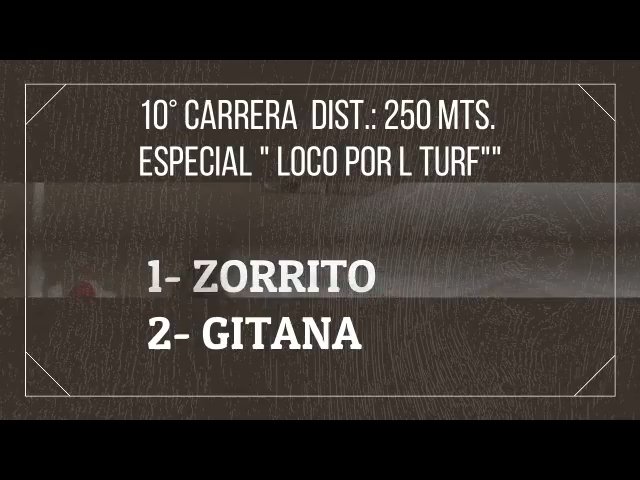 10° CARRERA DIST.: 250 MTS.
ESPECIAL " LOCO POR L TURF""
1- ZORRITO
2- GITANA